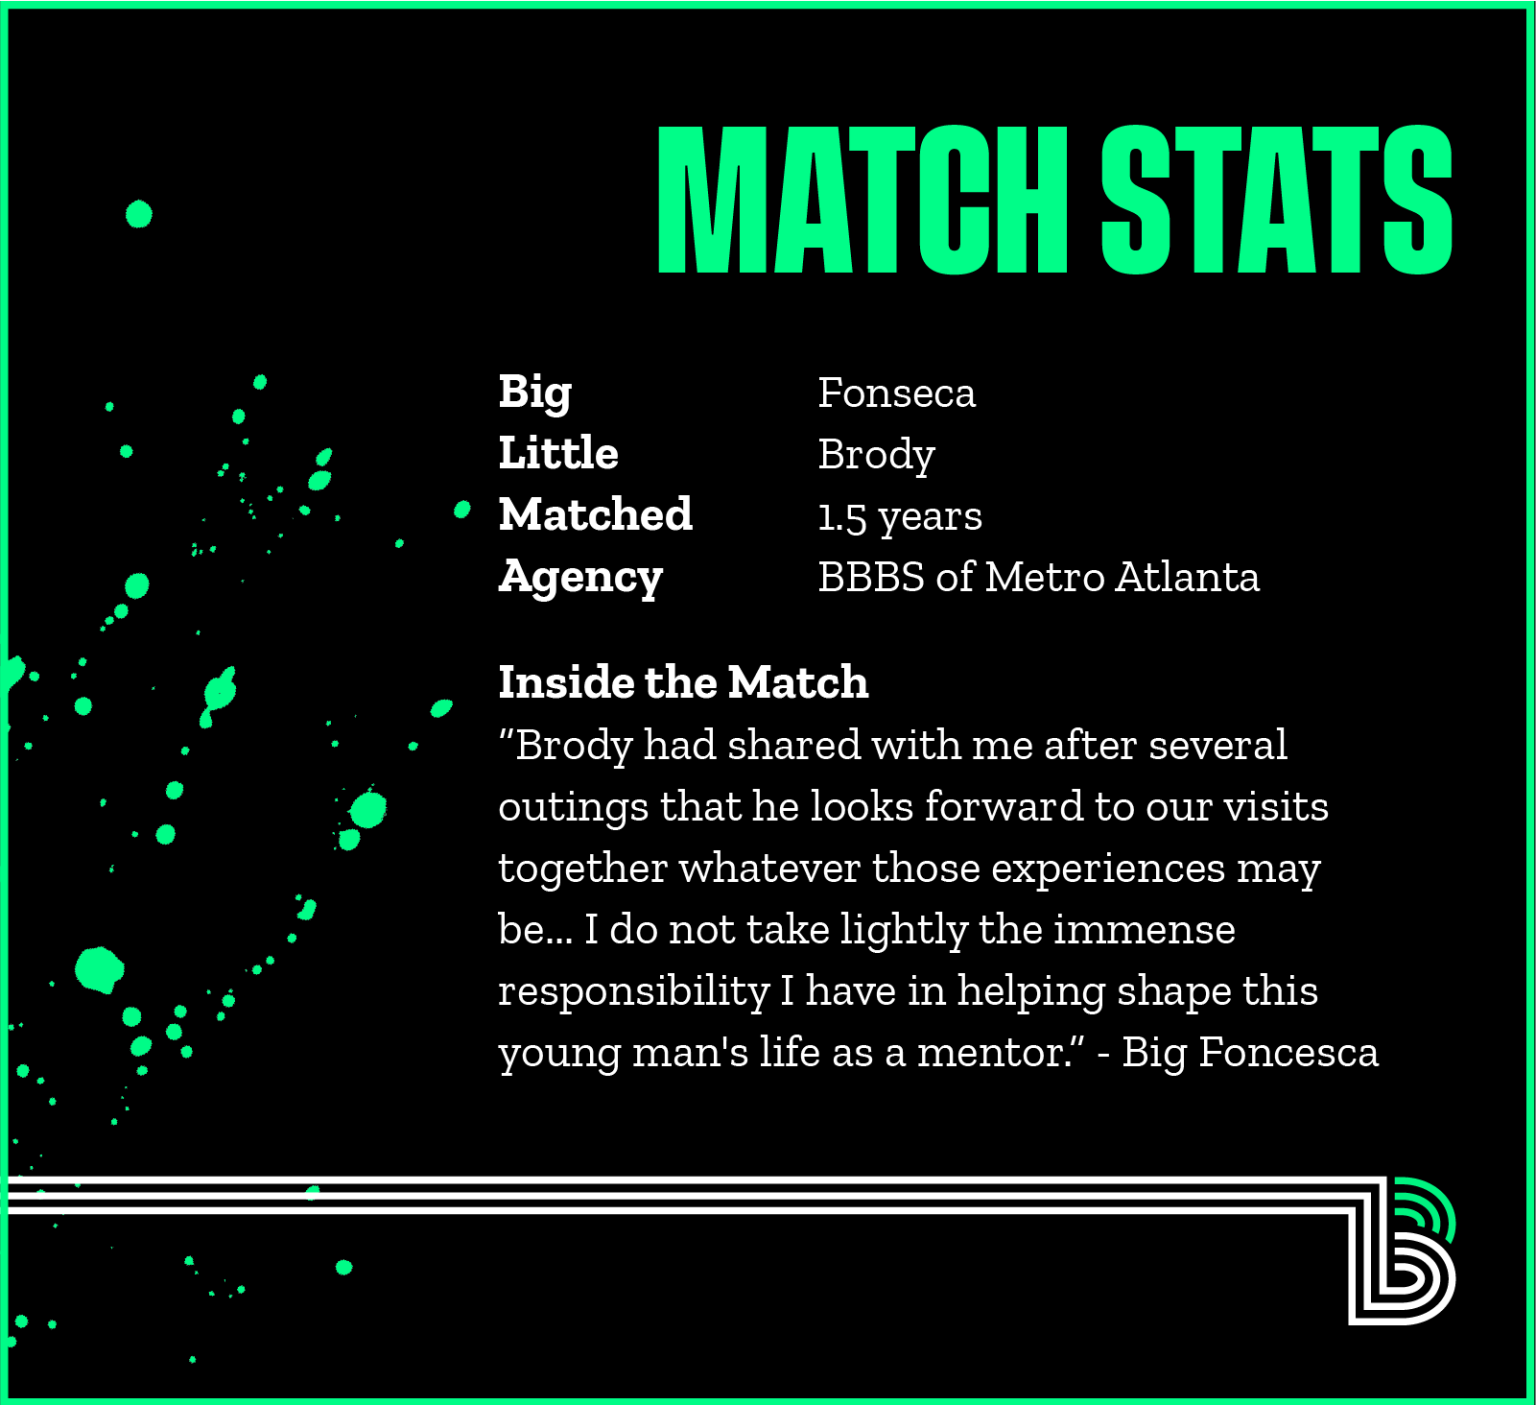 MATCH STATS
Big Fonseca
Little Brody
Matched 1.5 years
Agency BBBS of Metro Atlanta
Inside the Match
“Brody had shared with me after several
outings that he looks forward to our visits
together whatever those experiences may
be... I do not take lightly the immense
responsibility I have in helping shape this
young man's life as a mentor.” - Big Foncesca